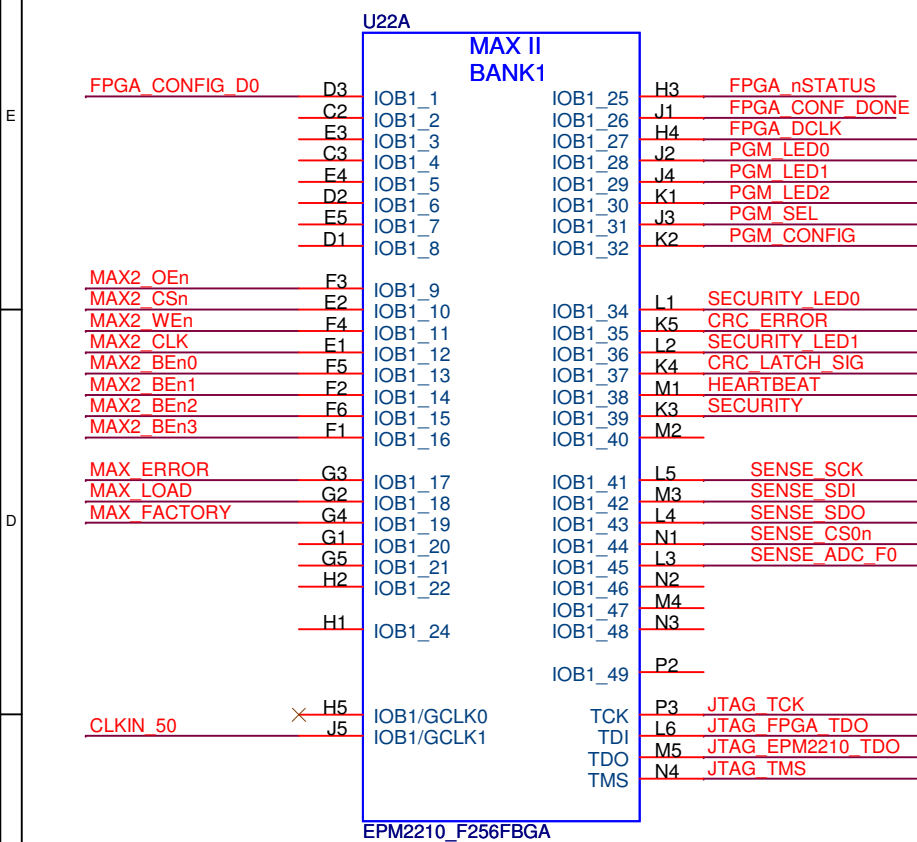 U22A
MAX II
BANK1
FPGA_CONFIG_D0 D3 IOB1_1 IOB1_25 H3 FPGA_nSTATUS
C2 IOB1_2 IOB1_26 J1 FPGA_CONF_DONE
E3 IOB1_3 IOB1_27 H4 FPGA_DCLK
C3 IOB1_4 IOB1_28 J2 PGM_LED0
E4 IOB1_5 IOB1_29 J4 PGM_LED1
D2 IOB1_6 IOB1_30 K1 PGM_LED2
E5 IOB1_7 IOB1_31 J3 PGM_SEL
D1 IOB1_8 IOB1_32 K2 PGM_CONFIG
E
MAX2_OEn F3 IOB1_9
MAX2_CSn E2 IOB1_10 IOB1_34 L1 SECURITY_LED0
MAX2_WEn F4 IOB1_11 IOB1_35 K5 CRC_ERROR
MAX2_CLK E1 IOB1_12 IOB1_36 L2 SECURITY_LED1
MAX2_BEn0 F5 IOB1_13 IOB1_37 K4 CRC_LATCH_SIG
MAX2_BEn1 F2 IOB1_14 IOB1_38 M1 HEARTBEAT
MAX2_BEn2 F6 IOB1_15 IOB1_39 K3 SECURITY
MAX2_BEn3 F1 IOB1_16 IOB1_40 M2
MAX_ERROR G3 IOB1_17 IOB1_41 L5 SENSE_SCK
MAX_LOAD G2 IOB1_18 IOB1_42 M3 SENSE_SDI
MAX_FACTORY G4 IOB1_19 IOB1_43 L4 SENSE_SDO
D
G1 IOB1_20 IOB1_44 N1 SENSE_CS0n
G5 IOB1_21 IOB1_45 L3 SENSE_ADC_F0
H2 IOB1_22 IOB1_46 N2
IOB1_47 M4
H1 IOB1_24 IOB1_48 N3
IOB1_49 P2
H5 IOB1/GCLK0 TCK P3 JTAG_TCK
CLKIN_50 J5 IOB1/GCLK1 TDI L6 JTAG_FPGA_TDO
TDO M5 JTAG_EPM2210_TDO
TMS N4 JTAG_TMS
EPM2210_F256FBGA